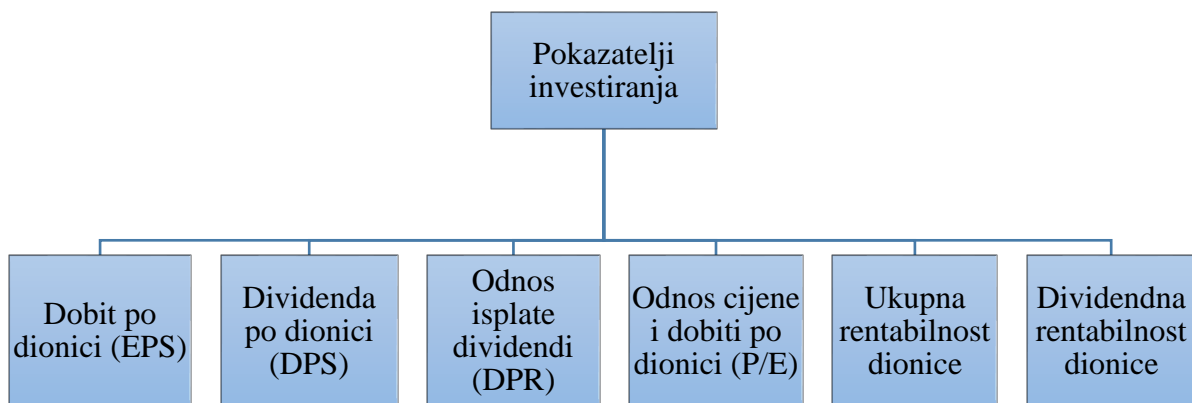 Pokazatelji
investiranja
Dobit po
dionici (EPS)
Dividenda
po dionici
(DPS)
Odnos
isplate
dividendi
(DPR)
Odnos cijene
i dobiti po
dionici (P/E)
Ukupna
rentabilnost
dionice
Dividendna
rentabilnost
dionice